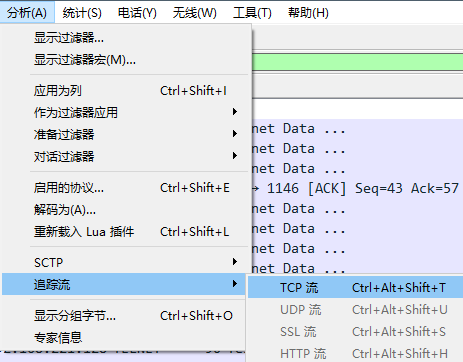 分析(A) 统计(S) 电话(Y) 无线(W) 工具(T) 帮助(H)
显示过滤器...
显示过滤器宏(M)...
应用为列 Ctrl+Shift+I
作为过滤器应用
准备过滤器
对话过滤器
启用的协议... Ctrl+Shift+E
解码为(A)...
重新载入 Lua 插件 Ctrl+Shift+L
SCTP
追踪流
显示分组字节... Ctrl+Shift+O
专家信息
net Data ...
net Data ...
net Data ...
→ 1146 [ACK] Seq=43 Ack=57
net Data ...
net Data ...
net Data ...
net Data ...
TCP 流 Ctrl+Alt+Shift+T
UDP 流 Ctrl+Alt+Shift+U
SSL 流 Ctrl+Alt+Shift+S
HTTP 流 Ctrl+Alt+Shift+H